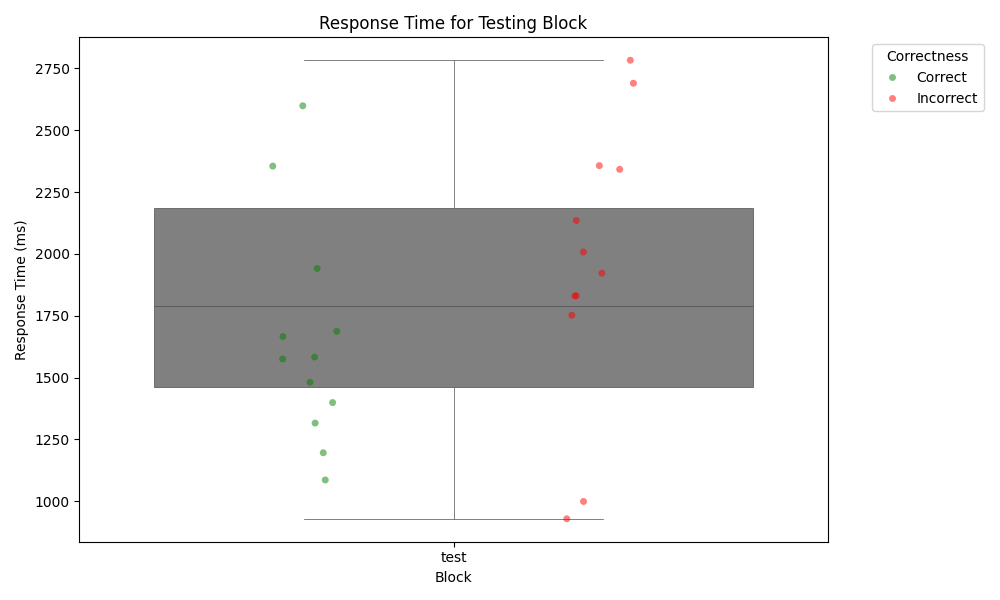 Response Time for Testing Block
Correctness
Correct
Incorrect
Response Time (ms)
2750
2500
2250
2000
1750
1500
1250
1000
test
Block